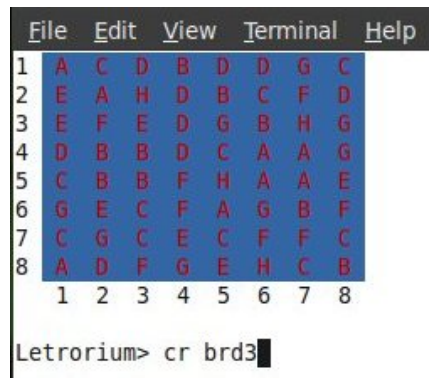 File Edit View Terminal Help
1 A C D B D D G C
2 E A H D B C F D
3 E F E D G B H G
4 D B B D C A A G
5 C B B F H A A E
6 G E C F A G B F
7 C G C E C F F C
8 A D F G E H C B
1 2 3 4 5 6 7 8
Letrorium> cr brd3